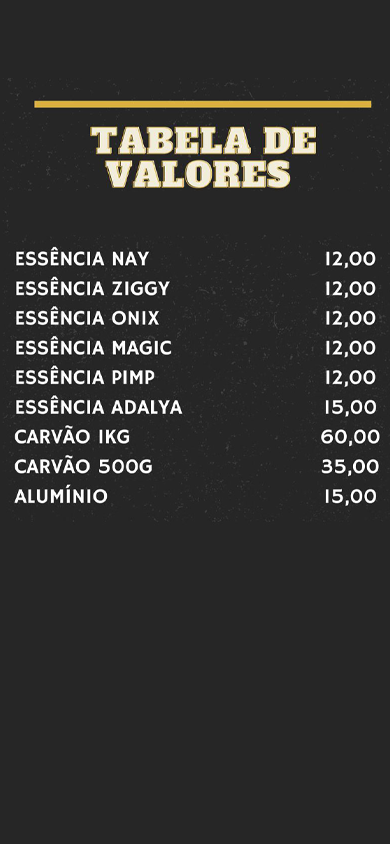 TABELA DE
VALORES
ESSÊNCIA NAY 12,00
ESSÊNCIA ZIGGY 12,00
ESSÊNCIA ONIX 12,00
ESSÊNCIA MAGIC 12,00
ESSÊNCIA PIMP 12,00
ESSÊNCIA ADALYA 15,00
CARVÃO 1KG 60,00
CARVÃO 500G 35,00
ALUMÍNIO 15,00